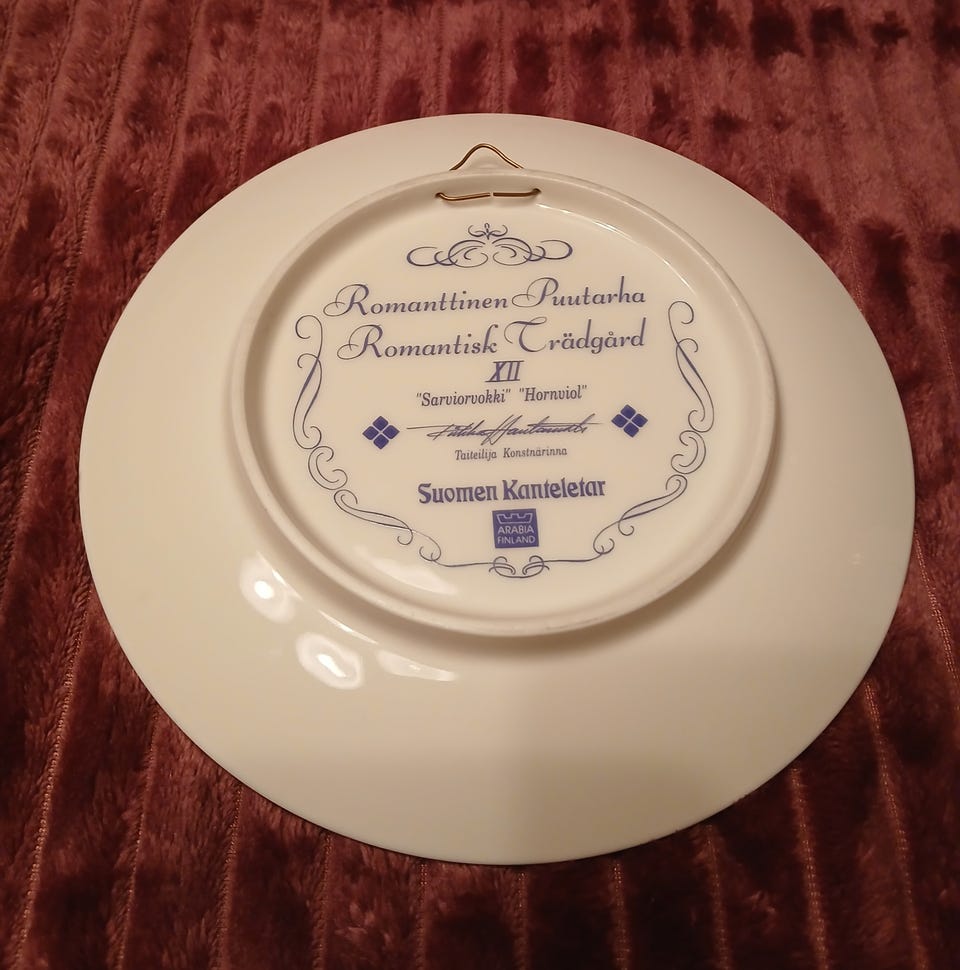 Romanttinen Puutarha
Romantisk Trädgård
XII
"Sarviorvokki" "Hornviol"
Taiteilija Konstnärinna
Suomen Kanteletar
ARABIA
FINLAND